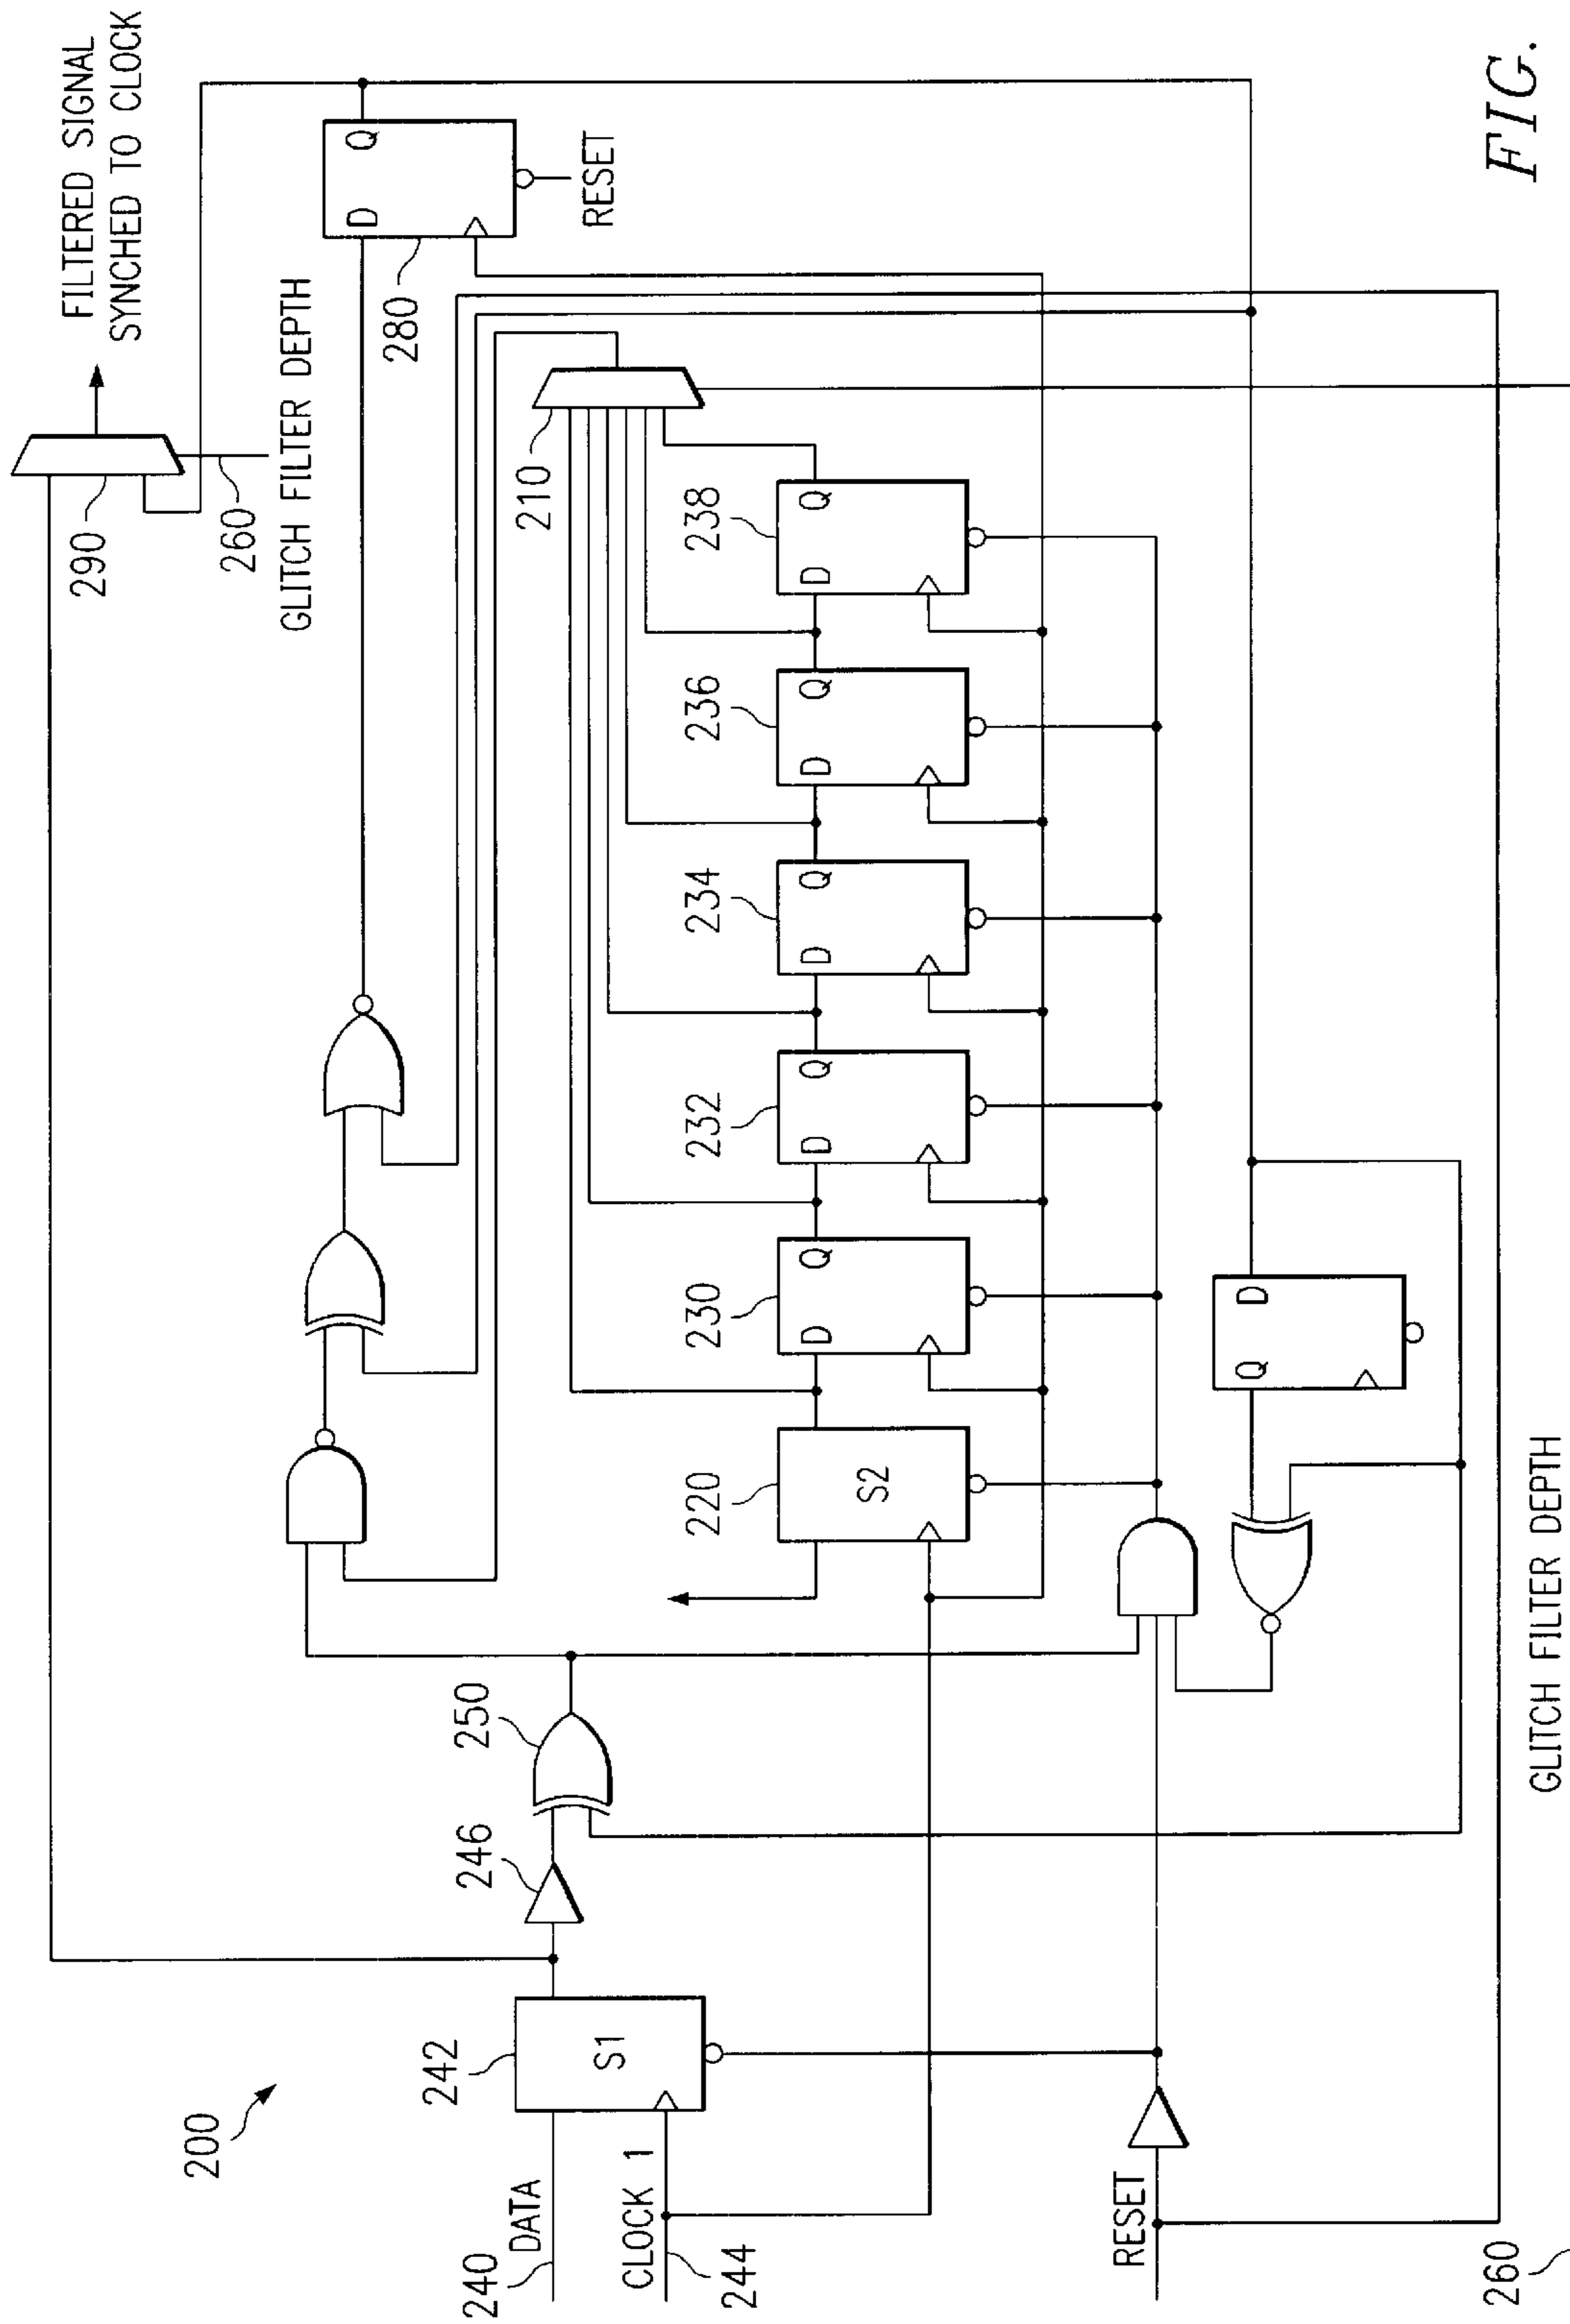 FILTERED SIGNAL
SYNCHED TO CLOCK
290
260
GLITCH FILTER DEPTH
D
Q
280
RESET
210
200
240
DATA
242
S1
CLOCK 1
244
246
250
220
S2
230
D
Q
232
D
Q
234
D
Q
236
D
Q
238
D
Q
RESET
Q
D
260
GLITCH FILTER DEPTH
FIG.